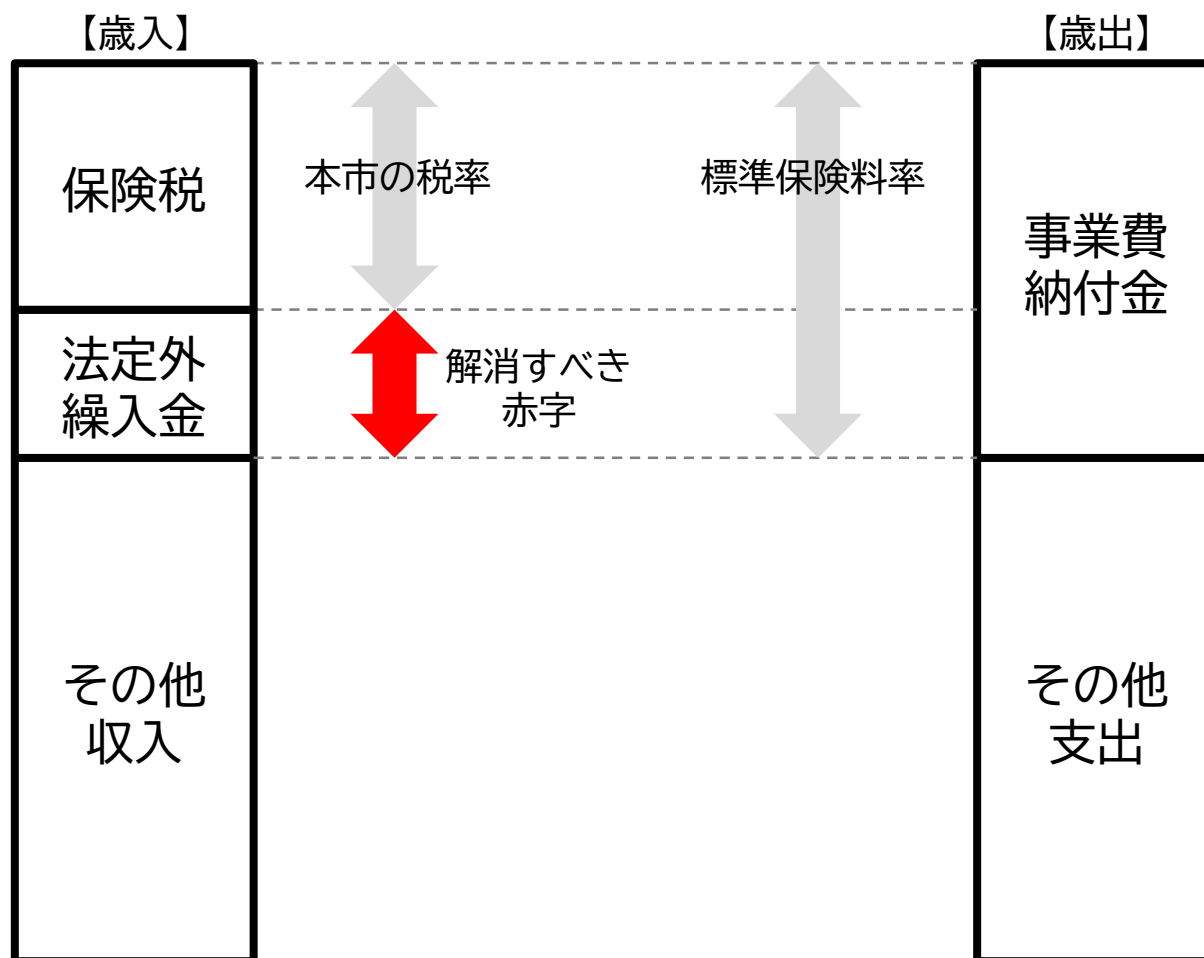 【歳入】
【歳出】
保険税
本市の税率
標準保険料率
事業費
納付金
法定外
繰入金
解消すべき
赤字
その他
収入
その他
支出